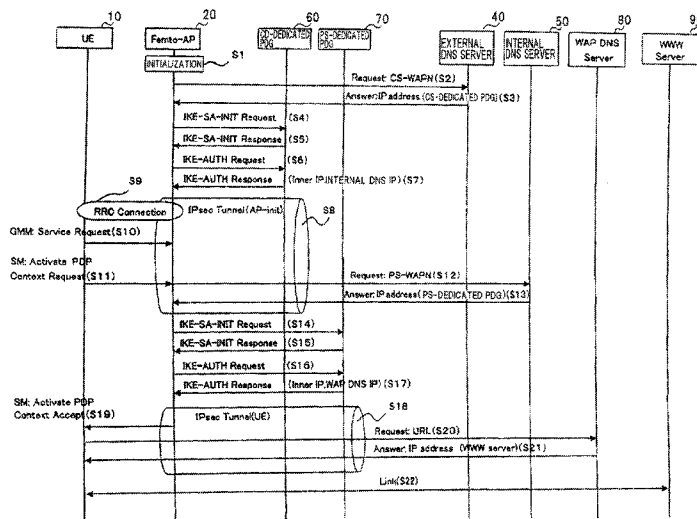 10
20
60
70
40
50
80
UE
Femto-AP
CD-DEDICATED
PDG
PS-DEDICATED
PDG
EXTERNAL
DNS SERVER
INTERNAL
DNS SERVER
WAP DNS
Server
WWW
Server
INITIALIZATION
S1
Request: CS-WAPN(S2)
Answer:IP address(CS-DEDICATED PDG)(S3)
IKE-SA-INIT Request (S4)
IKE-SA-INIT Response (S5)
IKE-AUTH Request (S6)
IKE-AUTH Response (Inner IP,INTERNAL DNS IP)(S7)
S9
RRC Connection
IPsec Tunnel(AP-init)
S8
GMM: Service Request(S10)
SM: Activate PDP
Context Request(S11)
Request: PS-WAPN(S12)
Answer:IP address(PS-DEDICATED PDG)(S13)
IKE-SA-INIT Request (S14)
IKE-SA-INIT Response (S15)
IKE-AUTH Request (S16)
IKE-AUTH Response (Inner IP,WAP DNS IP)(S17)
SM: Activate PDP
Context Accept(S19)
IPsec Tunnel(UE)
S18
Request: URL(S20)
Answer: IP address (WWW server)(S21)
Link(S22)